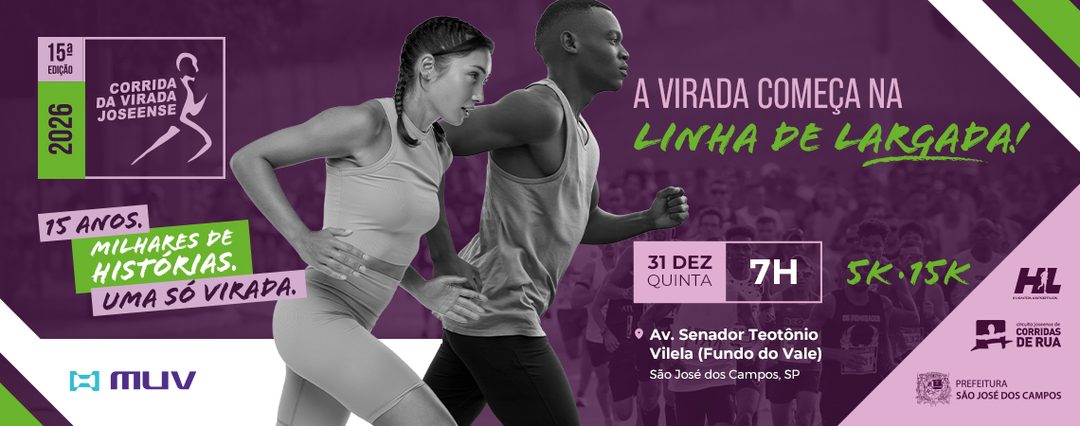 15ª
EDIÇÃO
2026
CORRIDA
DA VIRADA
JOSEENSE
15 ANOS.
MILHARES DE
HISTÓRIAS.
UMA SÓ VIRADA.
MUV
A VIRADA COMEÇA NA
LINHA DE LARGADA!
31 DEZ
QUINTA
7H
5K · 15K
Av. Senador Teotônio
Vilela (Fundo do Vale)
São José dos Campos, SP
H2L
circuito joseense de
CORRIDAS
DE RUA
PREFEITURA
SÃO JOSÉ DOS CAMPOS